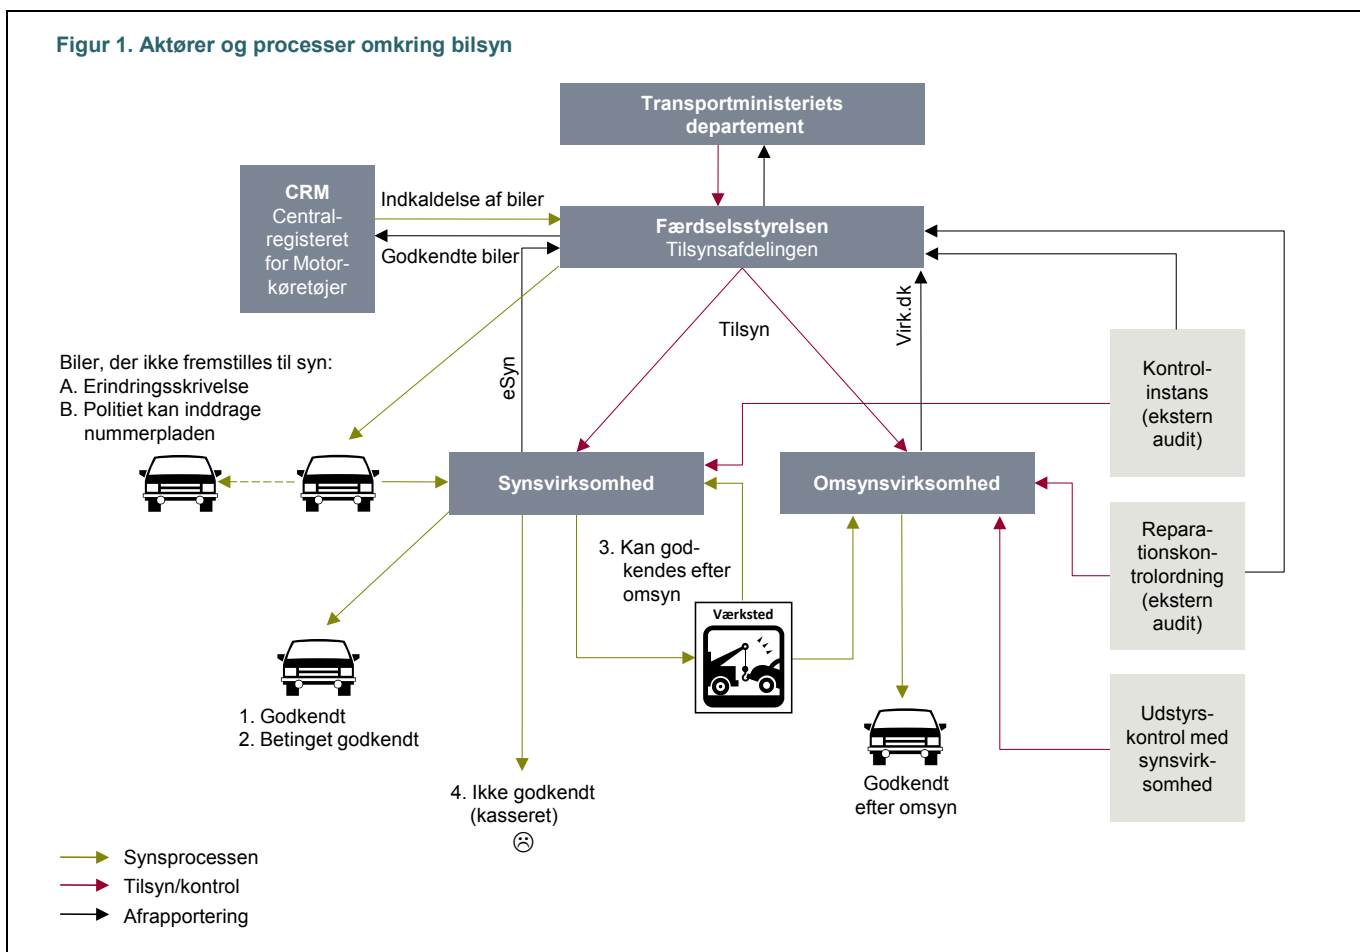 Figur 1. Aktører og processer omkring bilsyn
Transportministeriets
departement
CRM
Central-
registeret
for Motor-
køretøjer
Indkaldelse af biler
Godkendte biler
Færdselsstyrelsen
Tilsynsafdelingen
eSyn
Tilsyn
Virk.dk
Biler, der ikke fremstilles til syn:
A. Erindringsskrivelse
B. Politiet kan inddrage
nummerpladen
Kontrol-
instans
(ekstern
audit)
Synsvirksomhed
Omsynsvirksomhed
3. Kan god-
kendes efter
omsyn
Værksted
Repara-
tionskon-
trolordning
(ekstern
audit)
1. Godkendt
2. Betinget godkendt
4. Ikke godkendt
(kasseret)
Godkendt
efter omsyn
Udstyrs-
kontrol med
synsvirk-
somhed
Synsprocessen
Tilsyn/kontrol
Afrapportering